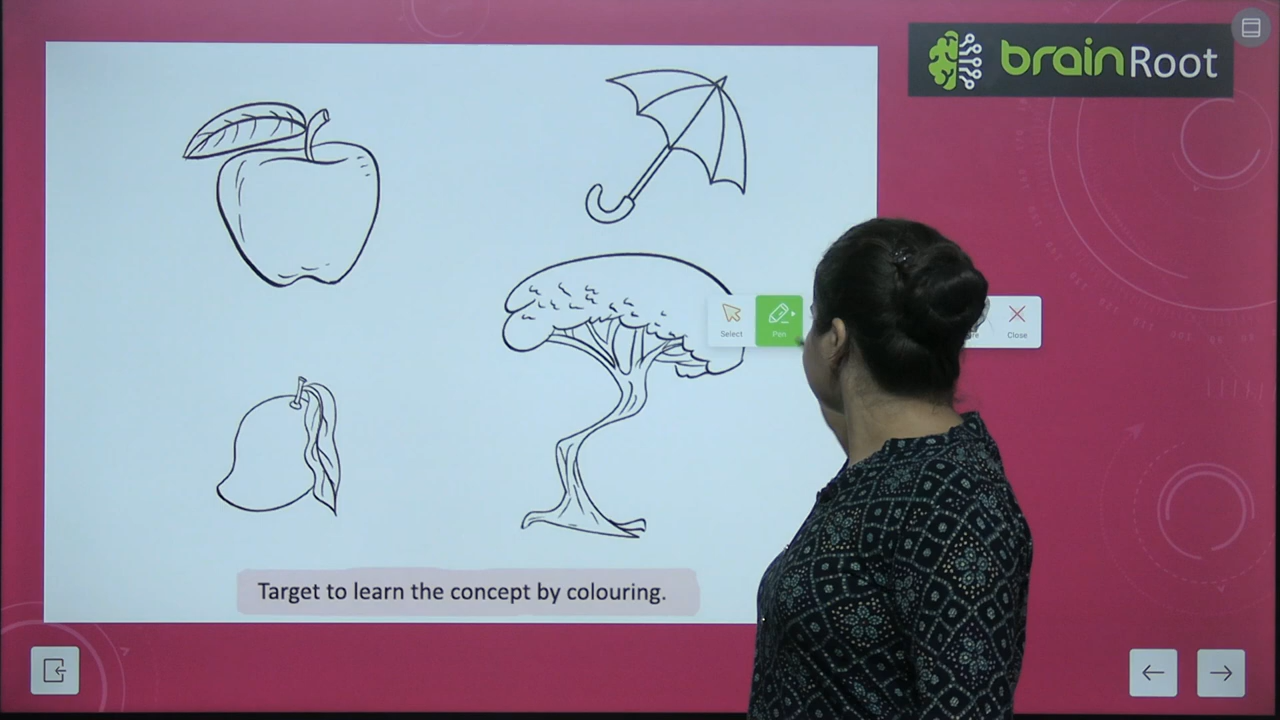 brainRoot
Select
Pen
Close
Target to learn the concept by colouring.